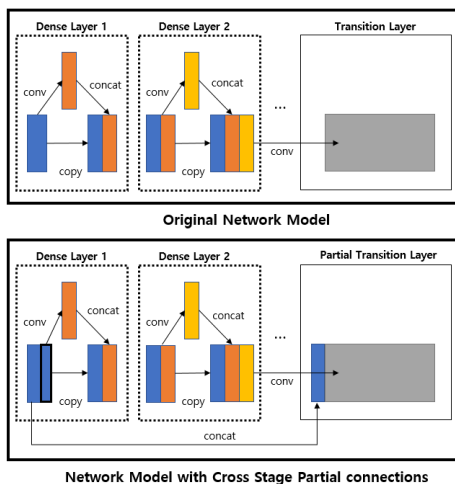 Dense Layer 1
Dense Layer 2
Transition Layer
conv
concat
copy
conv
concat
copy
...
conv
Original Network Model
Dense Layer 1
Dense Layer 2
Partial Transition Layer
conv
concat
copy
conv
concat
copy
...
conv
concat
Network Model with Cross Stage Partial connections